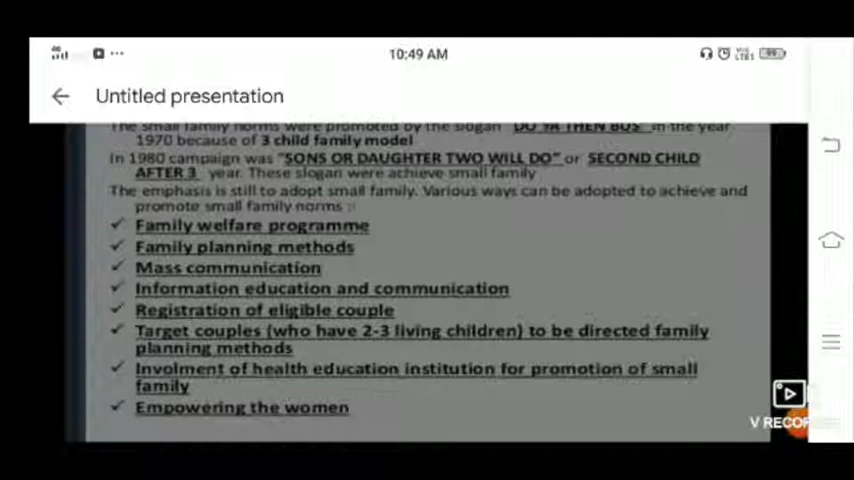 10:49 AM
Untitled presentation
The small family norms were promoted by the slogan "DO YA THEN BUS" in the year
1970 because of 3 child family model
In 1980 campaign was "SONS OR DAUGHTER TWO WILL DO" or SECOND CHILD
AFTER 3 year. These slogan were achieve small family
The emphasis is still to adopt small family. Various ways can be adopted to achieve and
promote small family norms :-
✓ Family welfare programme
✓ Family planning methods
✓ Mass communication
✓ Information education and communication
✓ Registration of eligible couple
✓ Target couples (who have 2-3 living children) to be directed family
planning methods
✓ Involment of health education institution for promotion of small
family
✓ Empowering the women